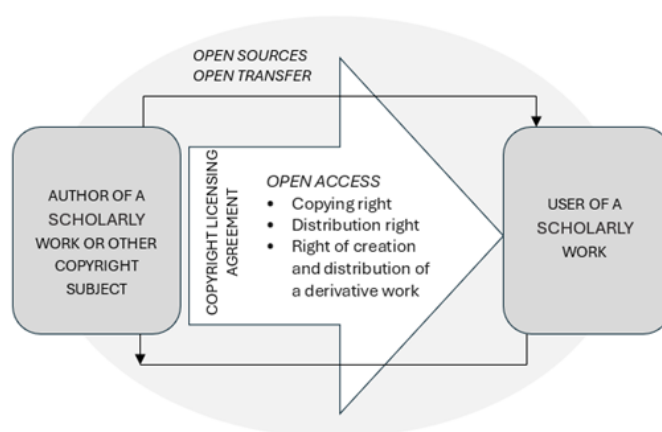 OPEN SOURCES
OPEN TRANSFER
AUTHOR OF A
SCHOLARLY
WORK OR OTHER
COPYRIGHT
SUBJECT
COPYRIGHT LICENSING
AGREEMENT
OPEN ACCESS
• Copying right
• Distribution right
• Right of creation
and distribution of
a derivative work
USER OF A
SCHOLARLY
WORK